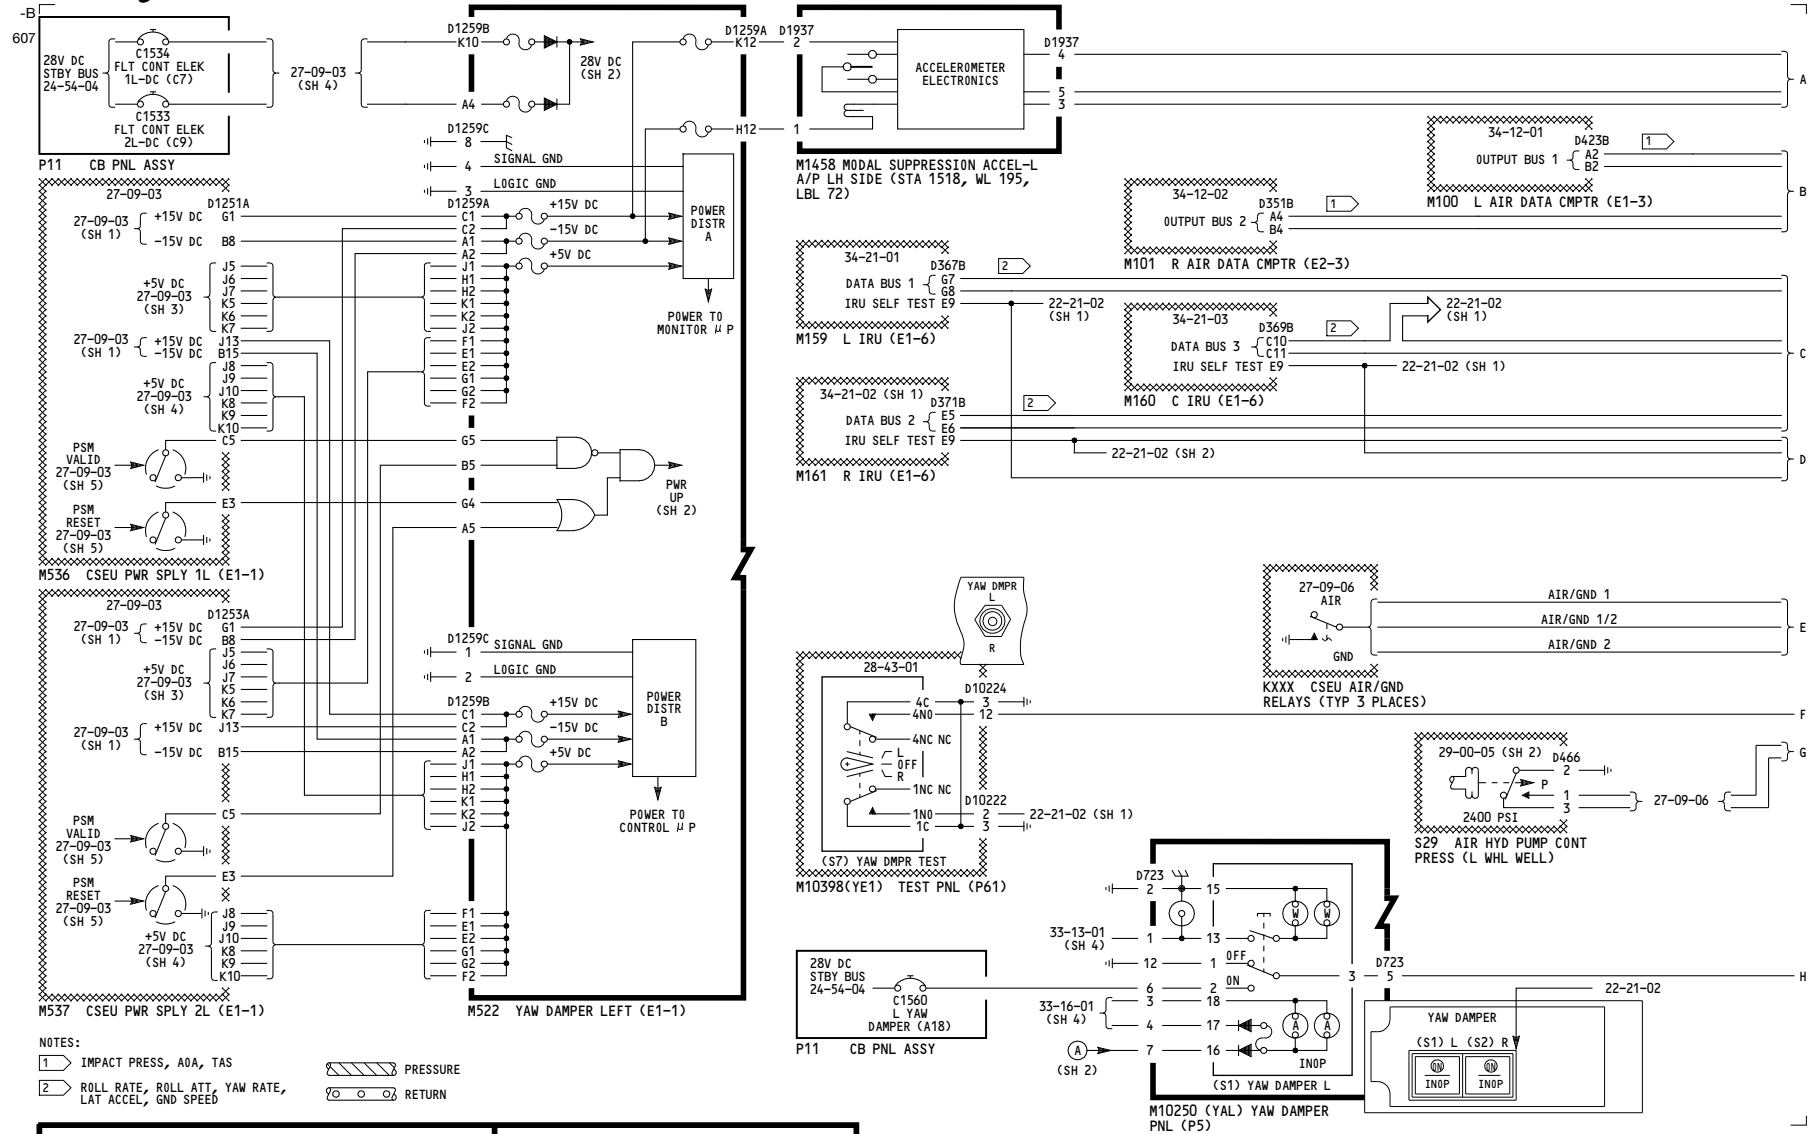 -B
607
28V DC
STBY BUS
24-54-04
C1534
FLT CONT ELEK
1L-DC (C7)
C1533
FLT CONT ELEK
2L-DC (C9)
P11 CB PNL ASSY
27-09-03
(SH 4)
D1259B
K10
A4
28V DC
(SH 2)
D1259C
8
4 SIGNAL GND
3 LOGIC GND
D1259A
C1 +15V DC
C2
A1 -15V DC
A2
J1 +5V DC
H1
H2
K1
K2
J2
F1
E1
E2
G1
G2
F2
POWER
DISTR
A
POWER TO
MONITOR μ P
G5
B5
G4
A5
PWR
UP
(SH 2)
D1259A
K12
H12
27-09-03
D1251A
27-09-03
(SH 1)
+15V DC G1
-15V DC B8
+5V DC
27-09-03
(SH 3)
J5
J6
J7
K5
K6
K7
27-09-03
(SH 1)
+15V DC J13
-15V DC B15
+5V DC
27-09-03
(SH 4)
J8
J9
J10
K8
K9
K10
C5
PSM
VALID
27-09-03
(SH 5)
E3
PSM
RESET
27-09-03
(SH 5)
M536 CSEU PWR SPLY 1L (E1-1)
27-09-03
D1253A
27-09-03
(SH 1)
+15V DC G1
-15V DC B8
+5V DC
27-09-03
(SH 3)
J5
J6
J7
K5
K6
K7
27-09-03
(SH 1)
+15V DC J13
-15V DC B15
C5
PSM
VALID
27-09-03
(SH 5)
E3
PSM
RESET
27-09-03
(SH 5)
+5V DC
27-09-03
(SH 4)
J8
J9
J10
K8
K9
K10
M537 CSEU PWR SPLY 2L (E1-1)
D1259C
1 SIGNAL GND
2 LOGIC GND
D1259B
C1 +15V DC
C2
A1 -15V DC
A2
J1 +5V DC
H1
H2
K1
K2
J2
POWER
DISTR
B
POWER TO
CONTROL μ P
F1
E1
E2
G1
G2
F2
M522 YAW DAMPER LEFT (E1-1)
D1937
2
1
ACCELEROMETER
ELECTRONICS
D1937
4
5
3
A
M1458 MODAL SUPPRESSION ACCEL-L
A/P LH SIDE (STA 1518, WL 195,
LBL 72)
34-12-01
D423B
OUTPUT BUS 1
A2
B2
1
M100 L AIR DATA CMPTR (E1-3)
34-12-02
D351B
OUTPUT BUS 2
A4
B4
1
M101 R AIR DATA CMPTR (E2-3)
B
34-21-01
D367B
DATA BUS 1
G7
G8
IRU SELF TEST E9
2
22-21-02
(SH 1)
M159 L IRU (E1-6)
34-21-03
D369B
DATA BUS 3
C10
C11
IRU SELF TEST E9
2
22-21-02
(SH 1)
22-21-02 (SH 1)
M160 C IRU (E1-6)
C
34-21-02 (SH 1)
D371B
DATA BUS 2
E5
E6
IRU SELF TEST E9
2
22-21-02 (SH 2)
M161 R IRU (E1-6)
D
YAW DMPR
L
R
27-09-06
AIR
GND
AIR/GND 1
AIR/GND 1/2
AIR/GND 2
E
KXXX CSEU AIR/GND
RELAYS (TYP 3 PLACES)
28-43-01
D10224
4C 3
4NO 12
4NC NC
L
OFF
R
1NC NC
D10222
1NO 2
1C 3
22-21-02 (SH 1)
(S7) YAW DMPR TEST
M10398(YE1) TEST PNL (P61)
F
29-00-05 (SH 2)
D466
2
P
1
3
2400 PSI
27-09-06
G
S29 AIR HYD PUMP CONT
PRESS (L WHL WELL)
28V DC
STBY BUS
24-54-04
C1560
L YAW
DAMPER (A18)
P11 CB PNL ASSY
D723
2 15
W W
33-13-01
(SH 4)
1 13
12 1 OFF
6 2 ON
3
D723
5
H
33-16-01
(SH 4)
3 18
4 17
A A
A
(SH 2)
7 16
INOP
(S1) YAW DAMPER L
M10250 (YAL) YAW DAMPER
PNL (P5)
22-21-02
YAW DAMPER
(S1) L (S2) R
ON ON
INOP INOP
NOTES:
1 IMPACT PRESS, AOA, TAS
2 ROLL RATE, ROLL ATT, YAW RATE,
LAT ACCEL, GND SPEED
PRESSURE
RETURN